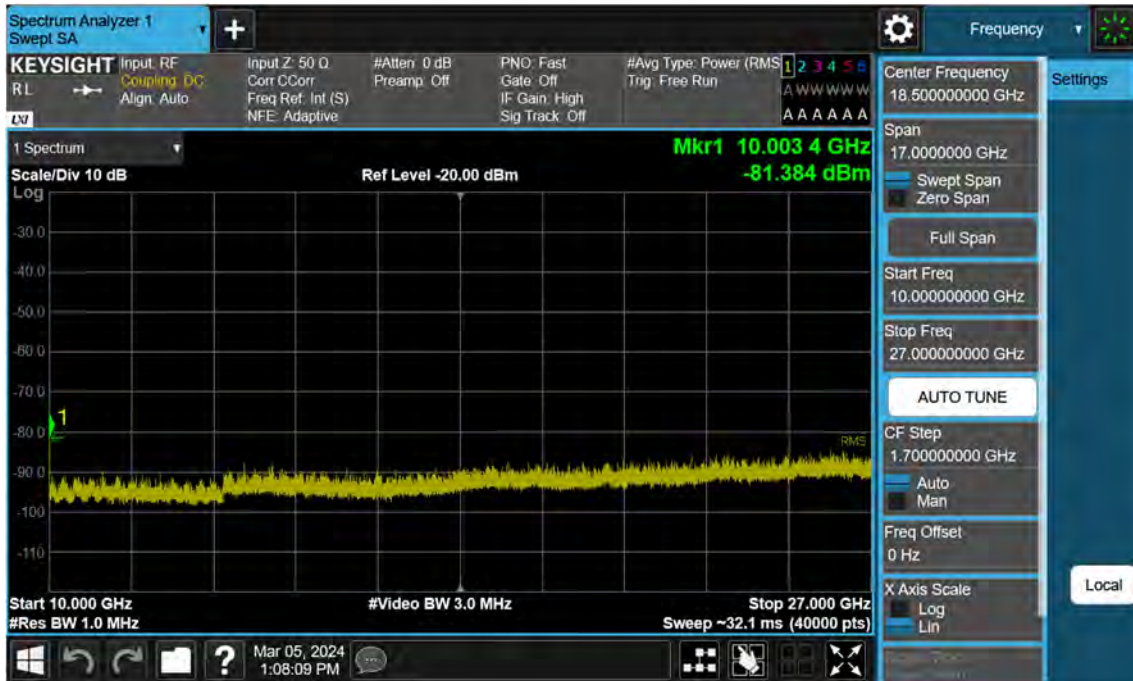 Spectrum Analyzer 1
Swept SA
Frequency
KEYSIGHT
RL
LXI
Input: RF
Coupling: DC
Align: Auto
Input Z: 50 Ω
Corr CCorr
Freq Ref: Int (S)
NFE: Adaptive
#Atten: 0 dB
Preamp: Off
PNO: Fast
Gate: Off
IF Gain: High
Sig Track: Off
#Avg Type: Power (RMS
Trig: Free Run
1 2 3 4 5 6
A W W W W W
A A A A A A
1 Spectrum
Mkr1 10.003 4 GHz
-81.384 dBm
Scale/Div 10 dB
Ref Level -20.00 dBm
Log
-30.0
-40.0
-50.0
-60.0
-70.0
1
-80.0
RMS
-90.0
-100
-110
Start 10.000 GHz
#Video BW 3.0 MHz
Stop 27.000 GHz
#Res BW 1.0 MHz
Sweep ~32.1 ms (40000 pts)
?
Mar 05, 2024
1:08:09 PM
Center Frequency
18.500000000 GHz
Settings
Span
17.0000000 GHz
Swept Span
Zero Span
Full Span
Start Freq
10.000000000 GHz
Stop Freq
27.000000000 GHz
AUTO TUNE
CF Step
1.700000000 GHz
Auto
Man
Freq Offset
0 Hz
X Axis Scale
Log
Lin
Local